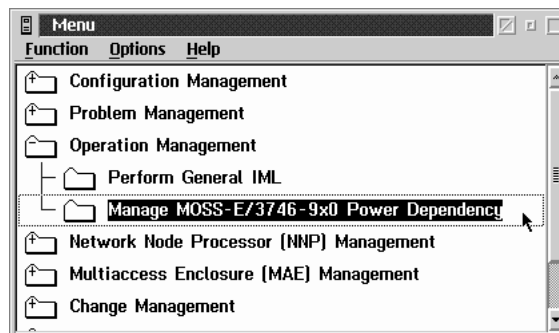 Menu
Function Options Help
Configuration Management
Problem Management
Operation Management
Perform General IML
Manage MOSS-E/3746-9x0 Power Dependency
Network Node Processor (NNP) Management
Multiaccess Enclosure (MAE) Management
Change Management